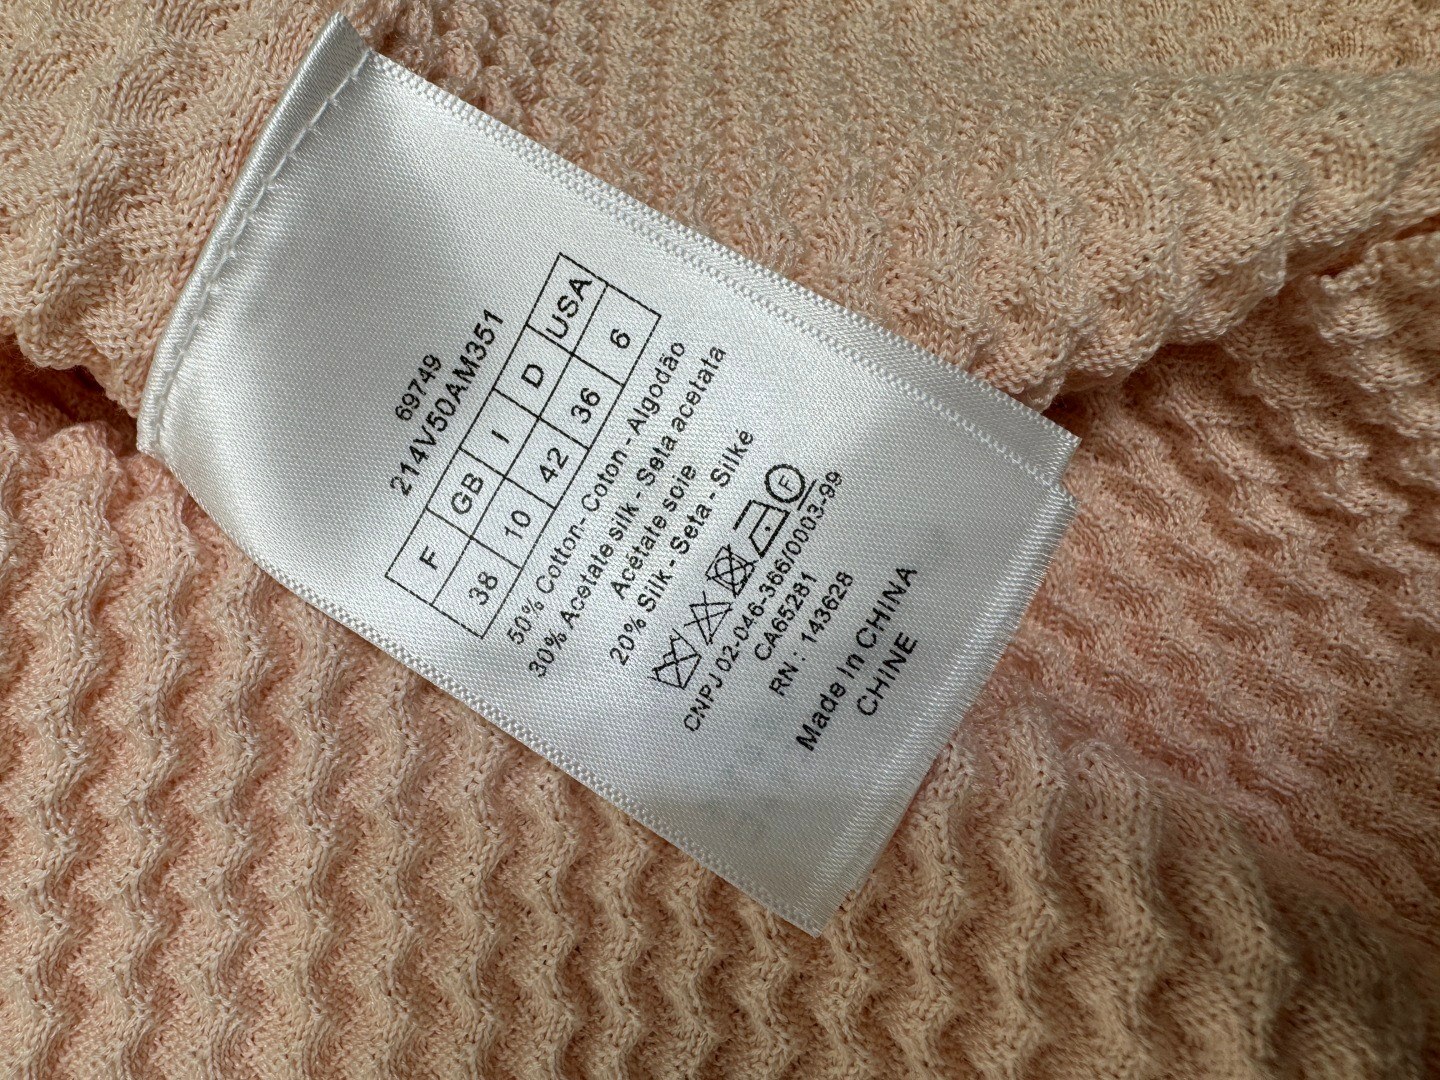 69749
214V50AM351
F GB I D USA
38 10 42 36 6
50% Cotton - Coton - Algodão
30% Acetate silk - Seta acetata
Acétate soie
20% Silk - Seta - Silké
F
CNPJ 02-046-366/0003-99
CA65281
RN : 143628
Made in CHINA
CHINE